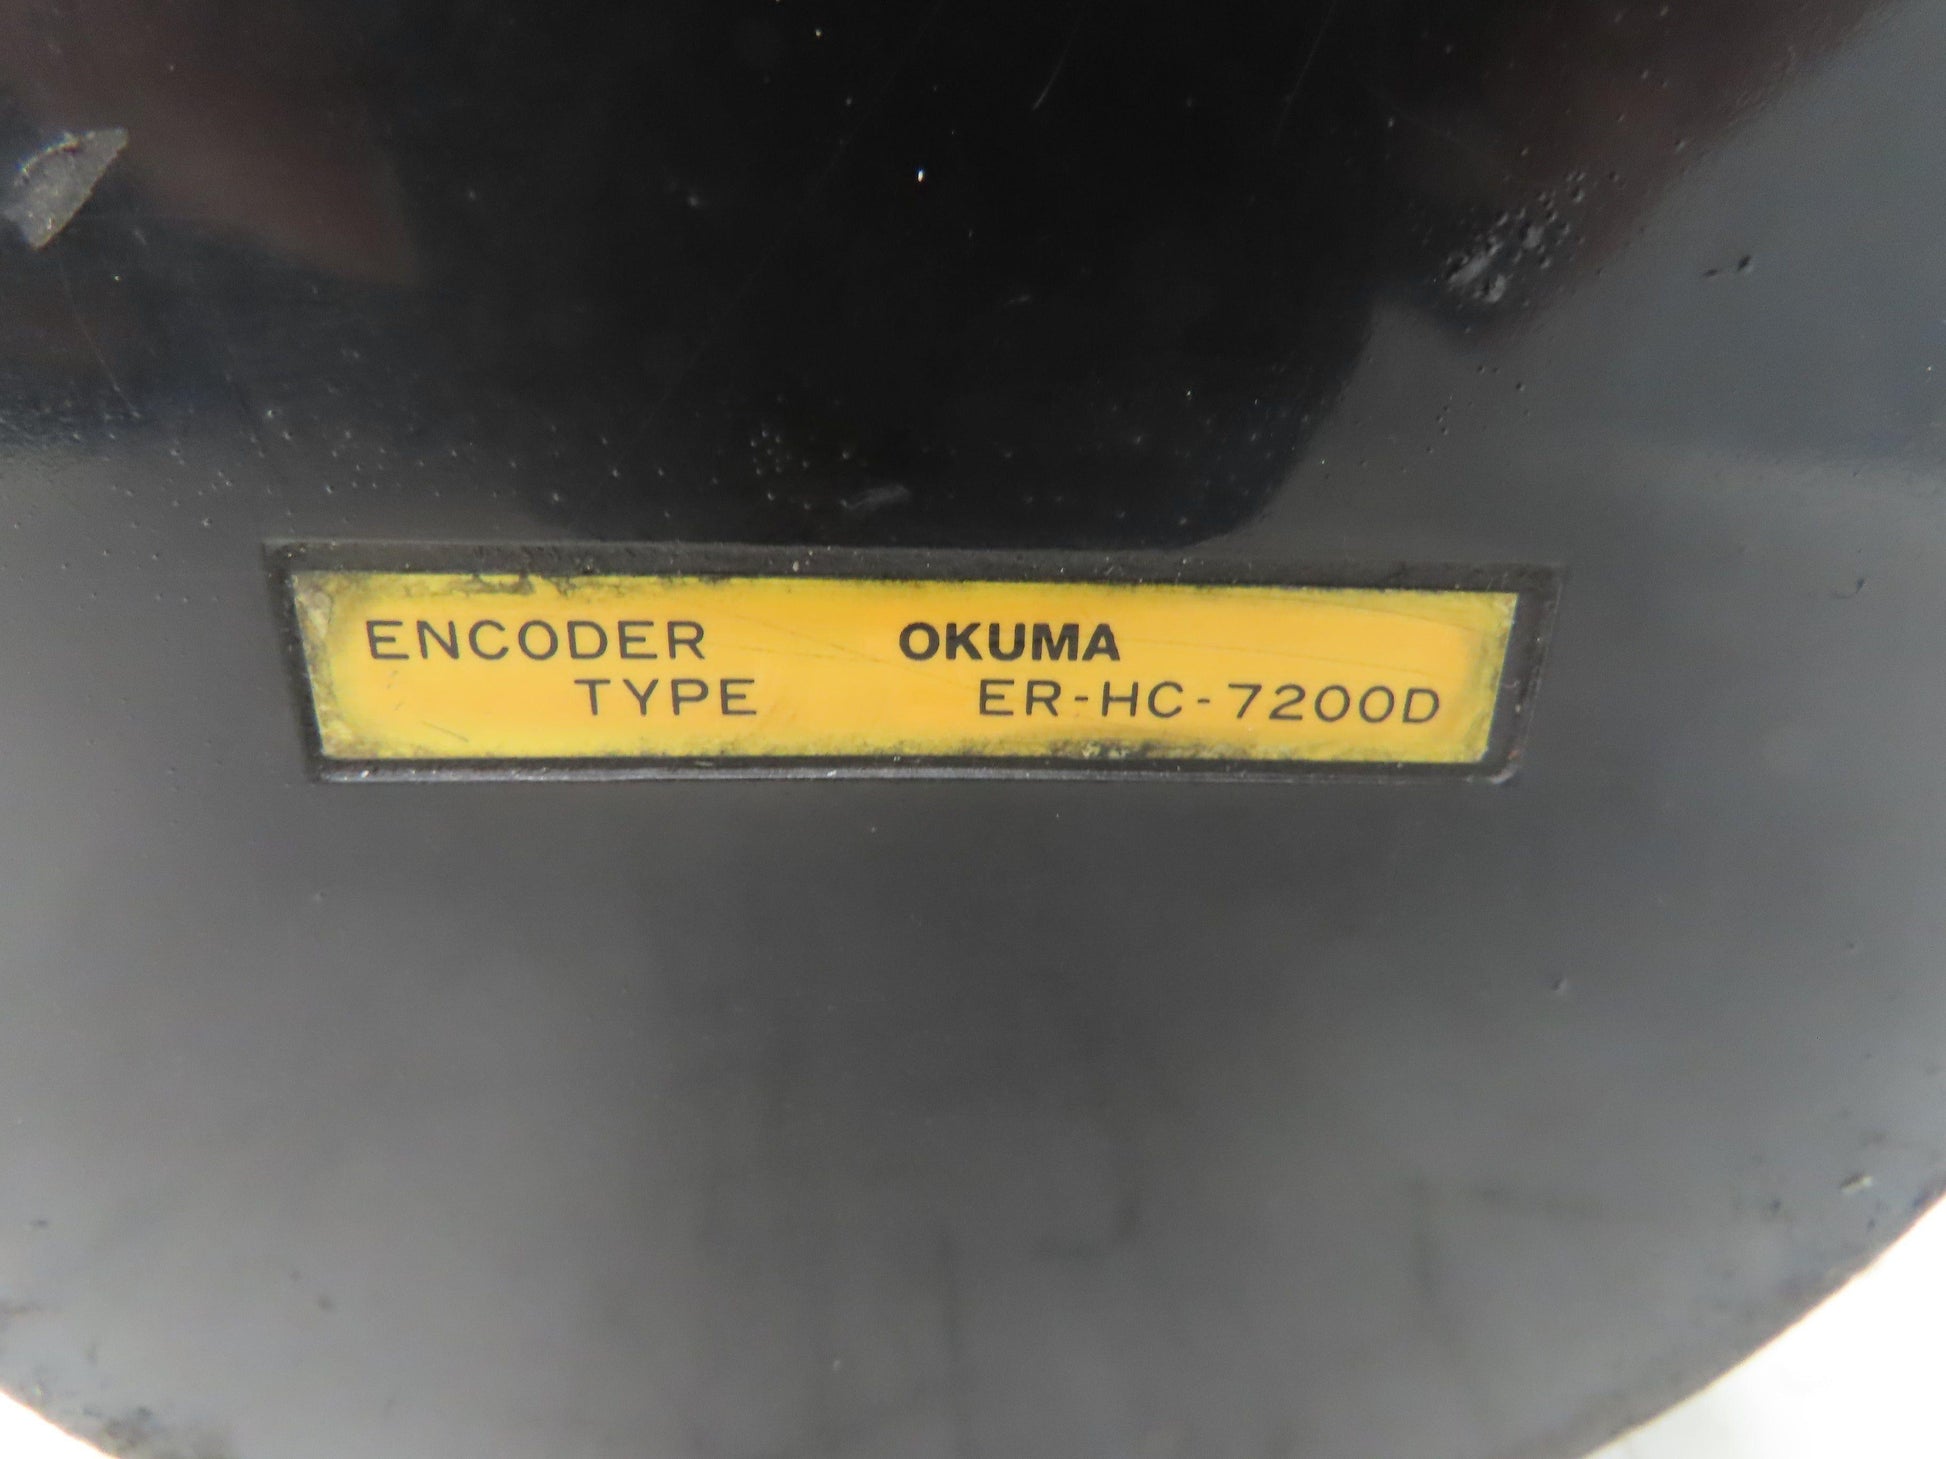 ENCODER OKUMA
TYPE ER-HC-7200D